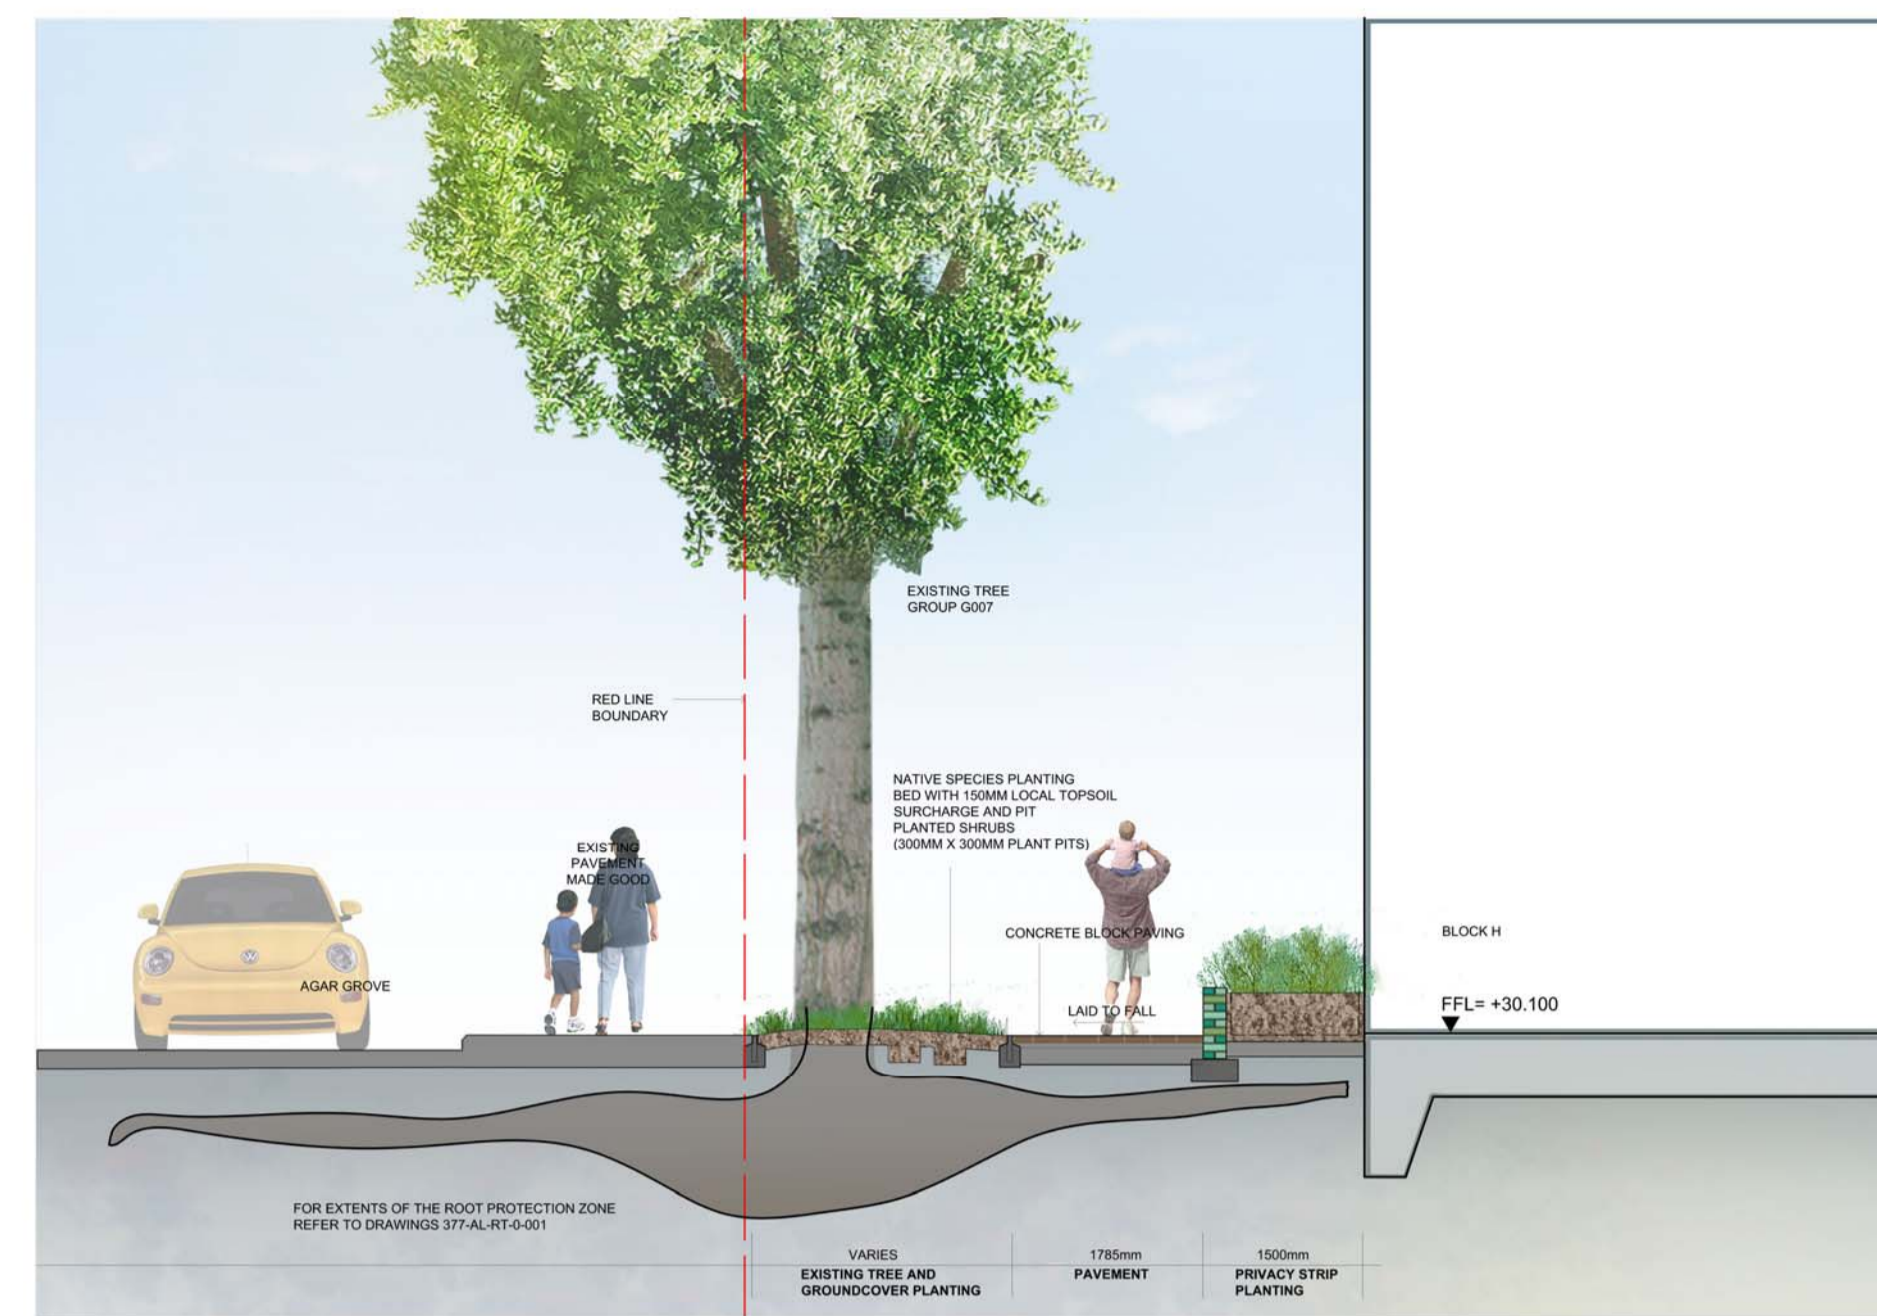 EXISTING TREE
GROUP G007
RED LINE
BOUNDARY
NATIVE SPECIES PLANTING
BED WITH 150MM LOCAL TOPSOIL
SURCHARGE AND PIT
PLANTED SHRUBS
(300MM X 300MM PLANT PITS)
EXISTING
PAVEMENT
MADE GOOD
CONCRETE BLOCK PAVING
BLOCK H
AGAR GROVE
LAID TO FALL
FFL= +30.100
FOR EXTENTS OF THE ROOT PROTECTION ZONE
REFER TO DRAWINGS 377-AL-RT-0-001
VARIES
EXISTING TREE AND
GROUNDCOVER PLANTING
1785mm
PAVEMENT
1500mm
PRIVACY STRIP
PLANTING